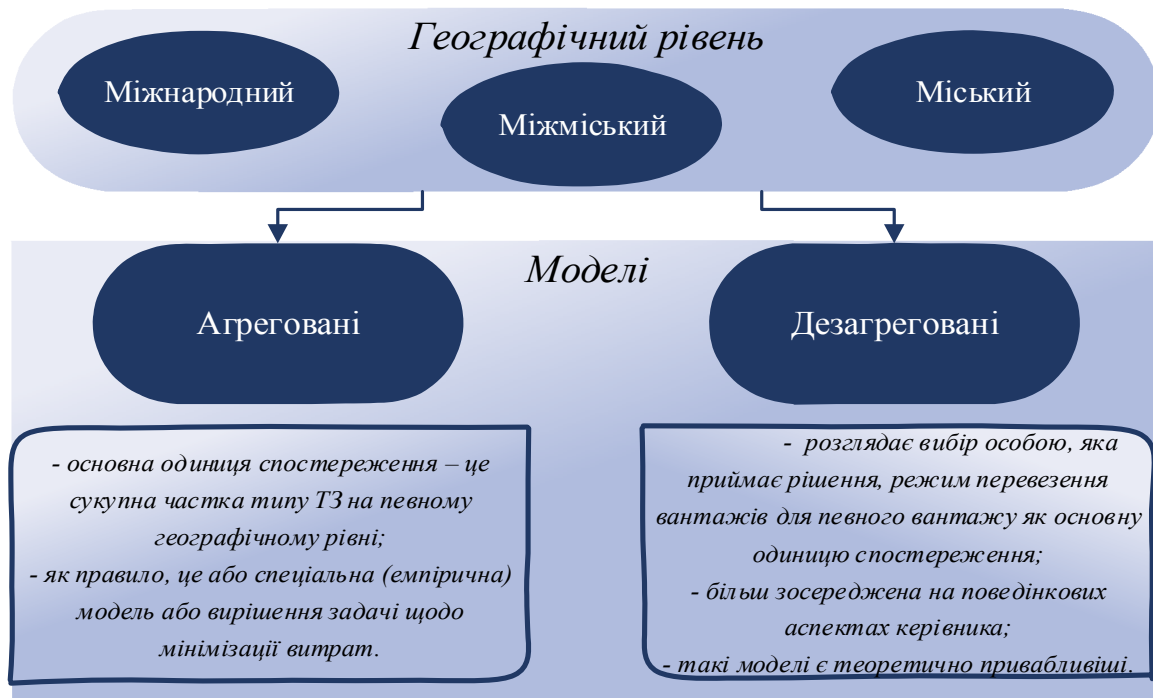 Географічний рівень
Міжнародний
Міжміський
Міський
Моделі
Агреговані
Дезагреговані
- основна одиниця спостереження – це
сукупна частка типу ТЗ на певному
географічному рівні;
- як правило, це або спеціальна (емпірична)
модель або вирішення задачі щодо
мінімізації витрат.
- розглядає вибір особою, яка
приймає рішення, режим перевезення
вантажів для певного вантажу як основну
одиницю спостереження;
- більш зосереджена на поведінкових
аспектах керівника;
- такі моделі є теоретично привабливіші.